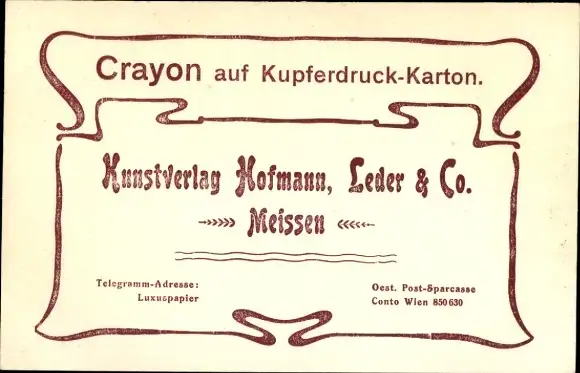 Crayon auf Kupferdruck-Karton.
Kunstverlag Hofmann, Leder & Co.
Meissen
Telegramm-Adresse:
Luxuspapier
Oest. Post-Sparcasse
Conto Wien 850630